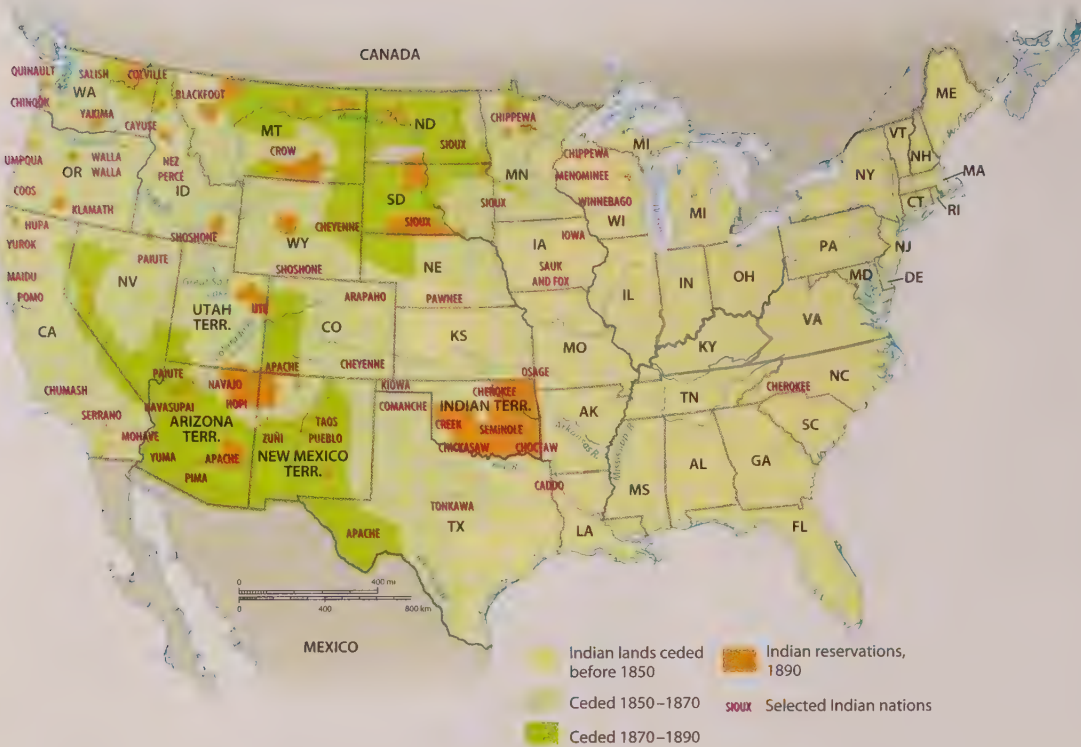 CANADA
QUINAULT
SALISH
COLVILLE
WA
CHINOOK
YAKIMA
CAYUSE
BLACKFOOT
MT
CROW
ND
SIOUX
CHIPPEWA
MN
SIOUX
CHIPPEWA
MI
MENOMINEE
WINNEBAGO
WI
MI
ME
VT
NH
MA
NY
CT
RI
UMPQUA
OR
WALLA
WALLA
NEZ
PERCÉ
ID
COOS
KLAMATH
SHOSHONE
HUPA
YUROK
PAIUTE
MAIDU
POMO
NV
CA
UTAH
TERR.
UTE
WY
CHEYENNE
SHOSHONE
SD
SIOUX
NE
PAWNEE
IA
IOWA
SAUK
AND FOX
IL
IN
OH
PA
NJ
MD
DE
VA
ARAPAHO
CO
CHEYENNE
KS
MO
KY
APACHE
PAIUTE
NAVAJO
HOPI
HAVASUPAI
CHUMASH
SERRANO
MOHAVE
ARIZONA
TERR.
YUMA
APACHE
PIMA
ZUÑI
TAOS
PUEBLO
NEW MEXICO
TERR.
KIOWA
COMANCHE
OSAGE
CHEROKEE
INDIAN TERR.
CREEK
SEMINOLE
CHICKASAW
CHOCTAW
AK
Arkansas R.
Mississippi R.
TN
CHEROKEE
NC
SC
CADDO
MS
AL
GA
TONKAWA
TX
LA
FL
APACHE
0 400 mi
0 400 800 km
MEXICO
Indian lands ceded
before 1850
Ceded 1850–1870
Ceded 1870–1890
Indian reservations,
1890
SIOUX Selected Indian nations